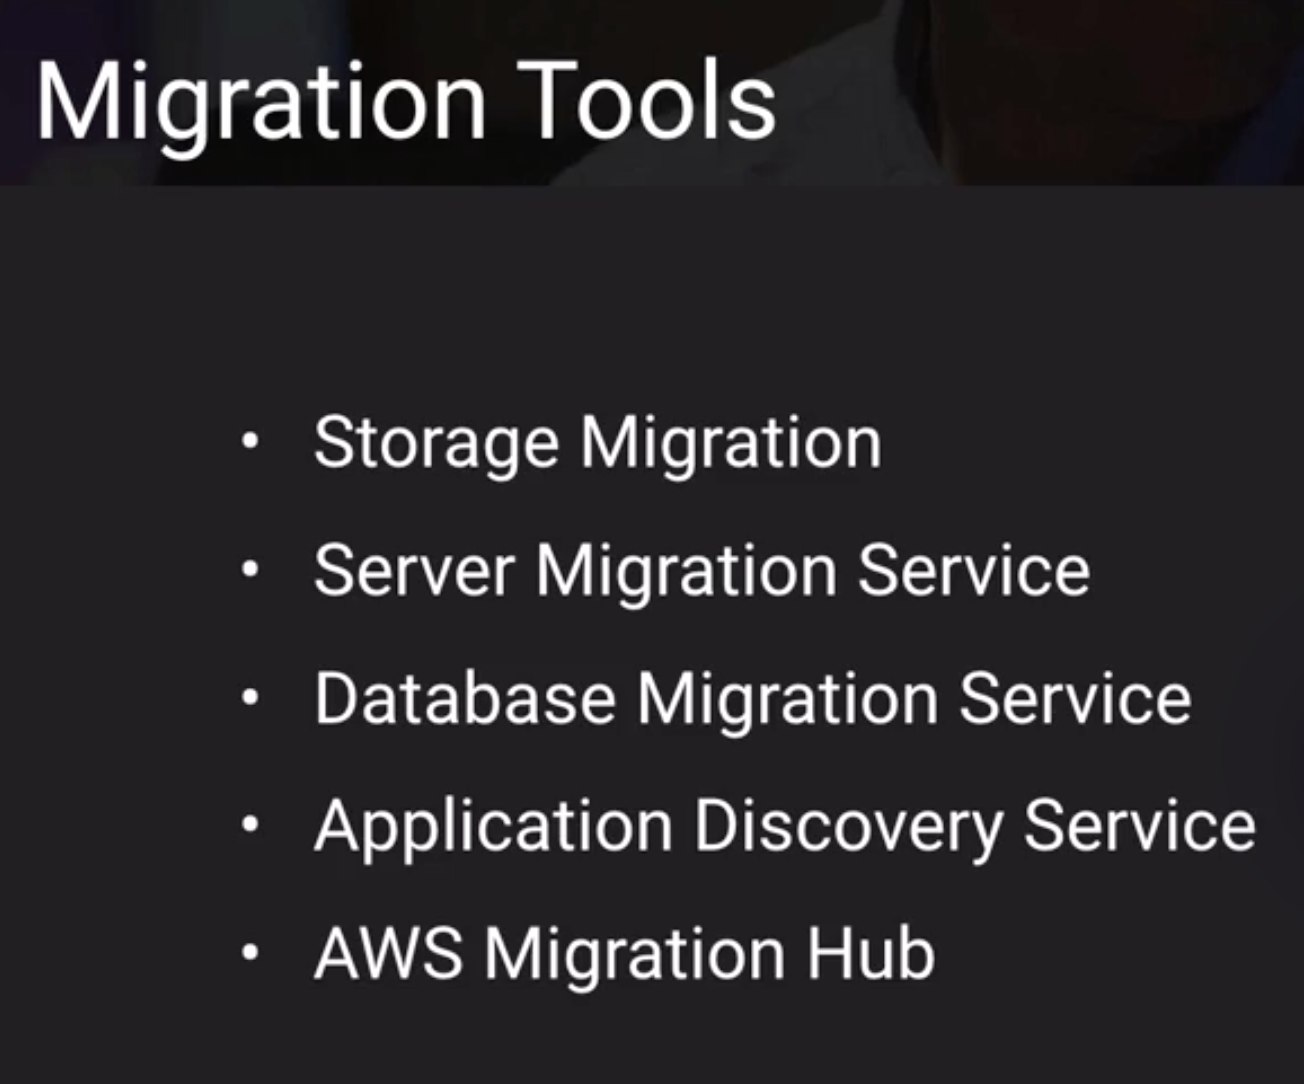 Migration Tools
• Storage Migration
• Server Migration Service
• Database Migration Service
• Application Discovery Service
• AWS Migration Hub